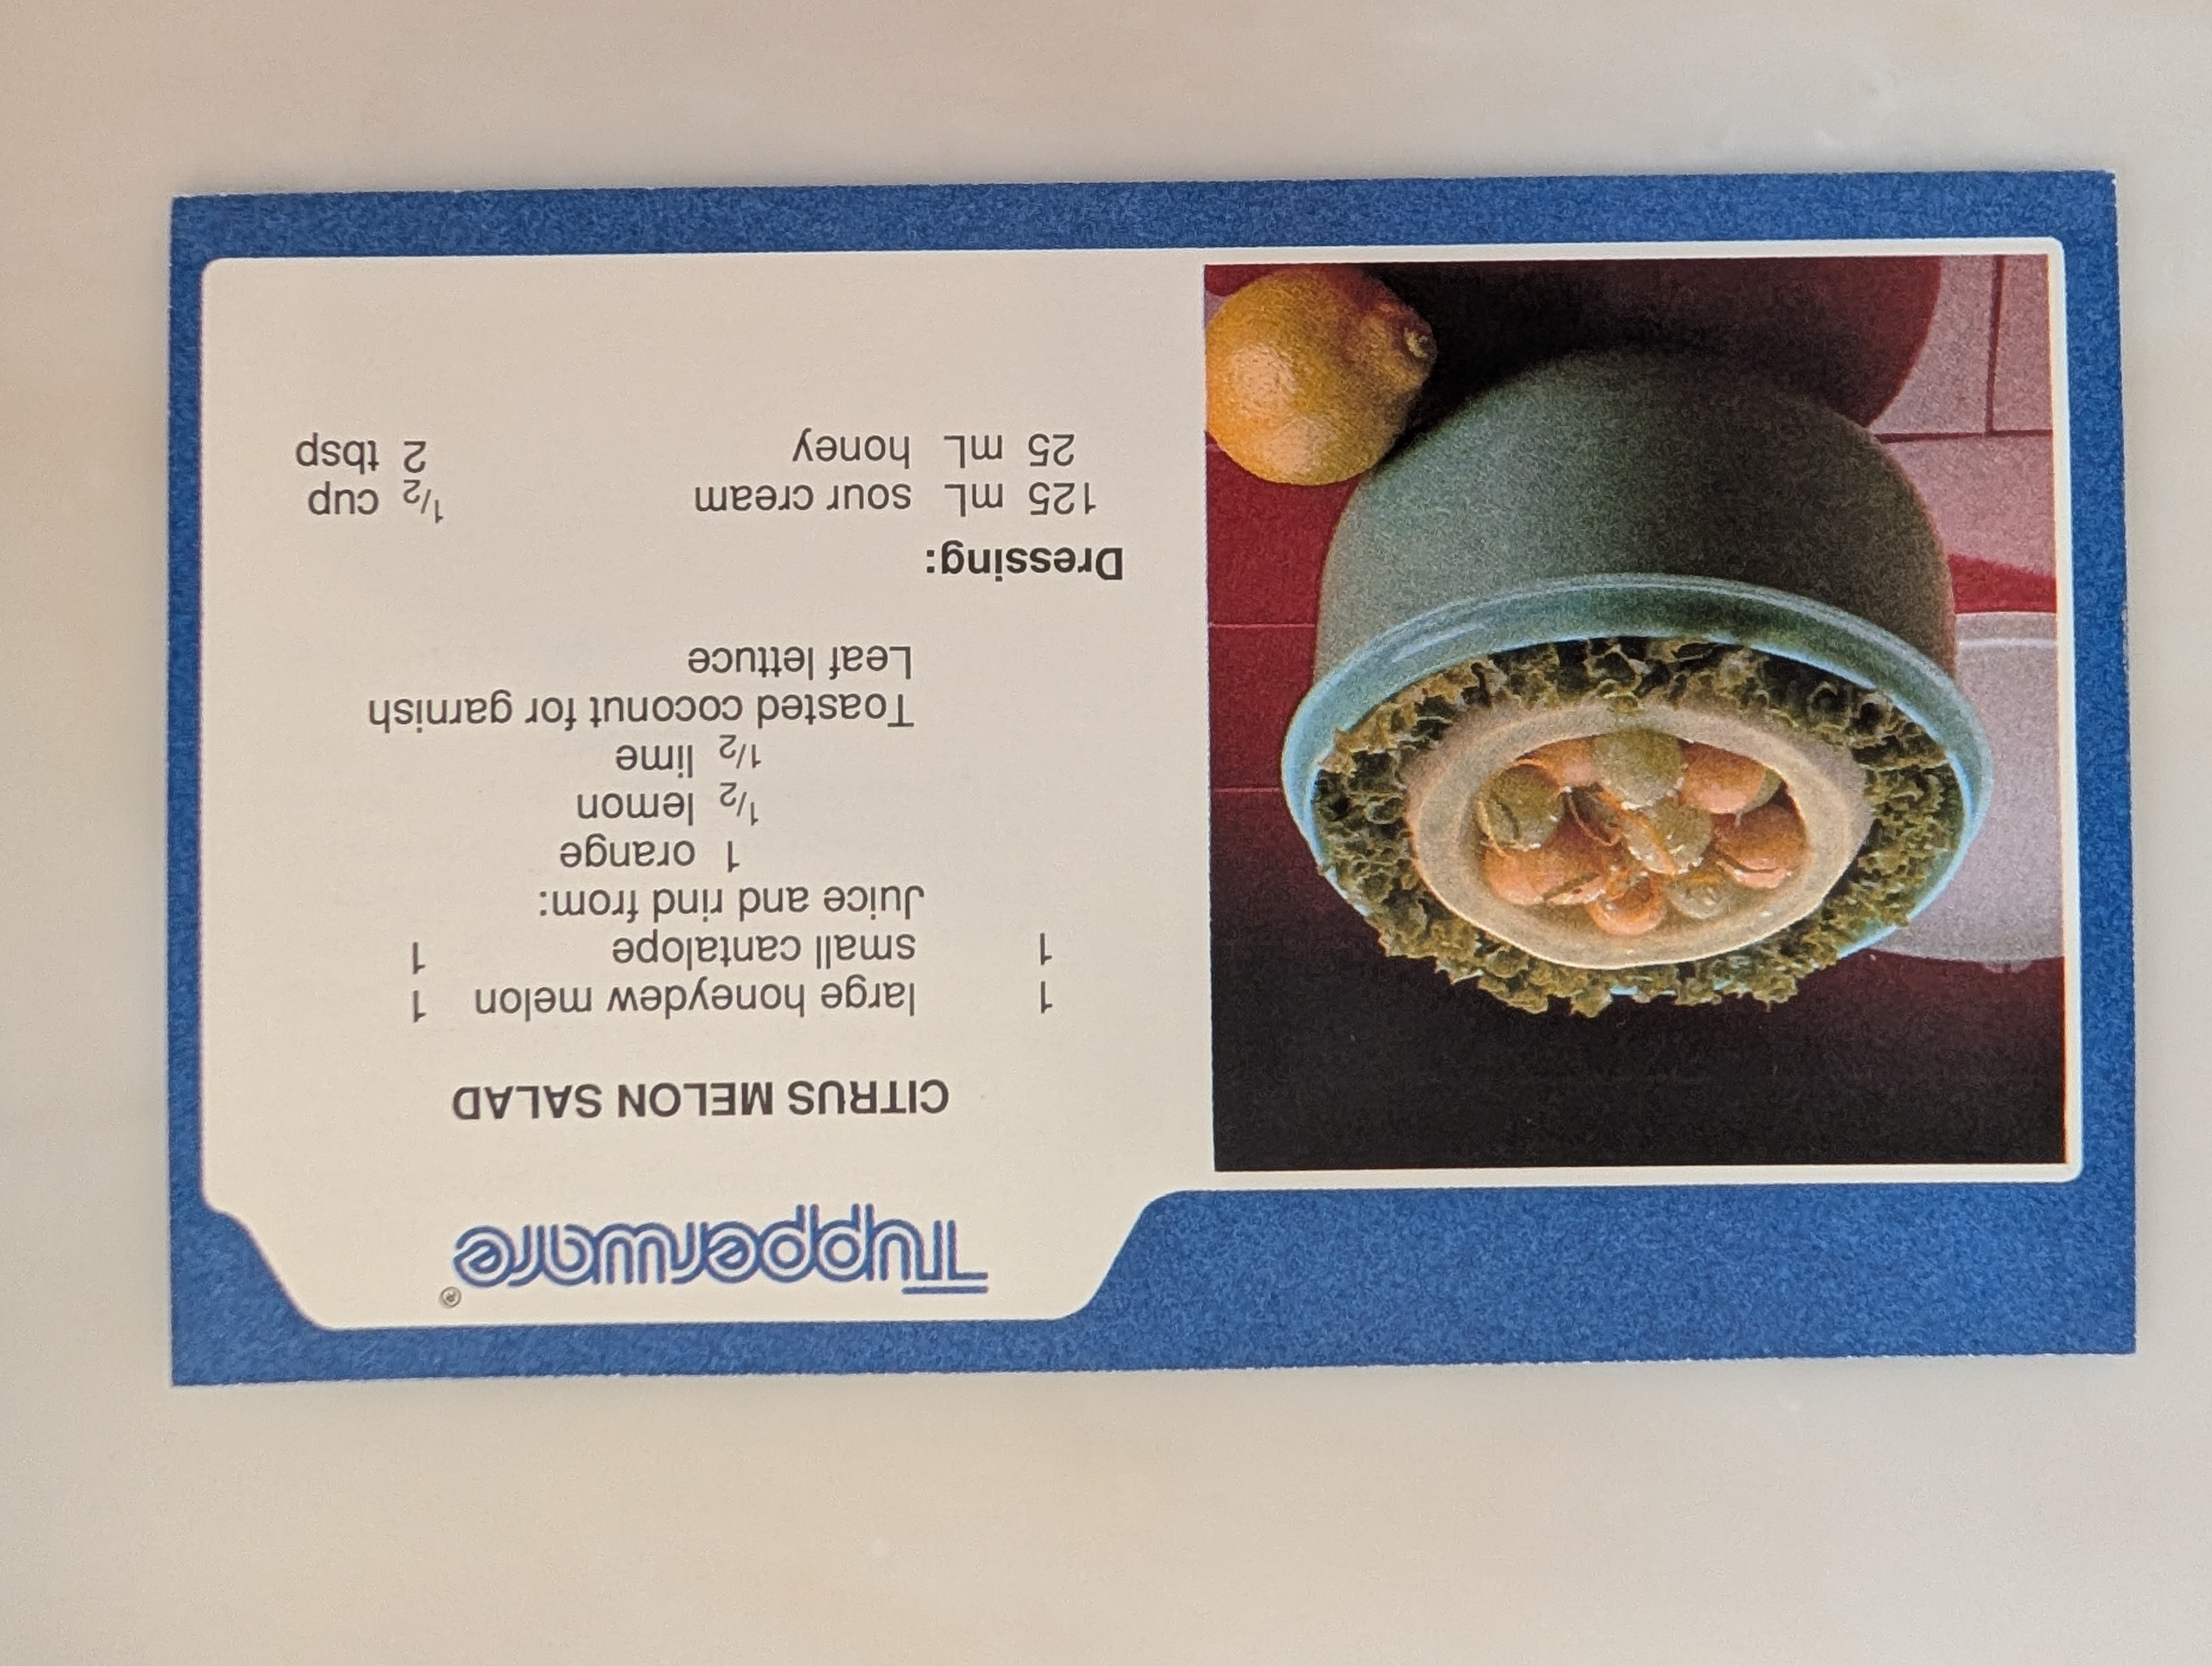 Tupperware®
CITRUS MELON SALAD
1 large honeydew melon 1
1 small cantalope 1
Juice and rind from:
1 orange
1/2 lemon
1/2 lime
Toasted coconut for garnish
Leaf lettuce
Dressing:
125 mL sour cream 1/2 cup
25 mL honey 2 tbsp